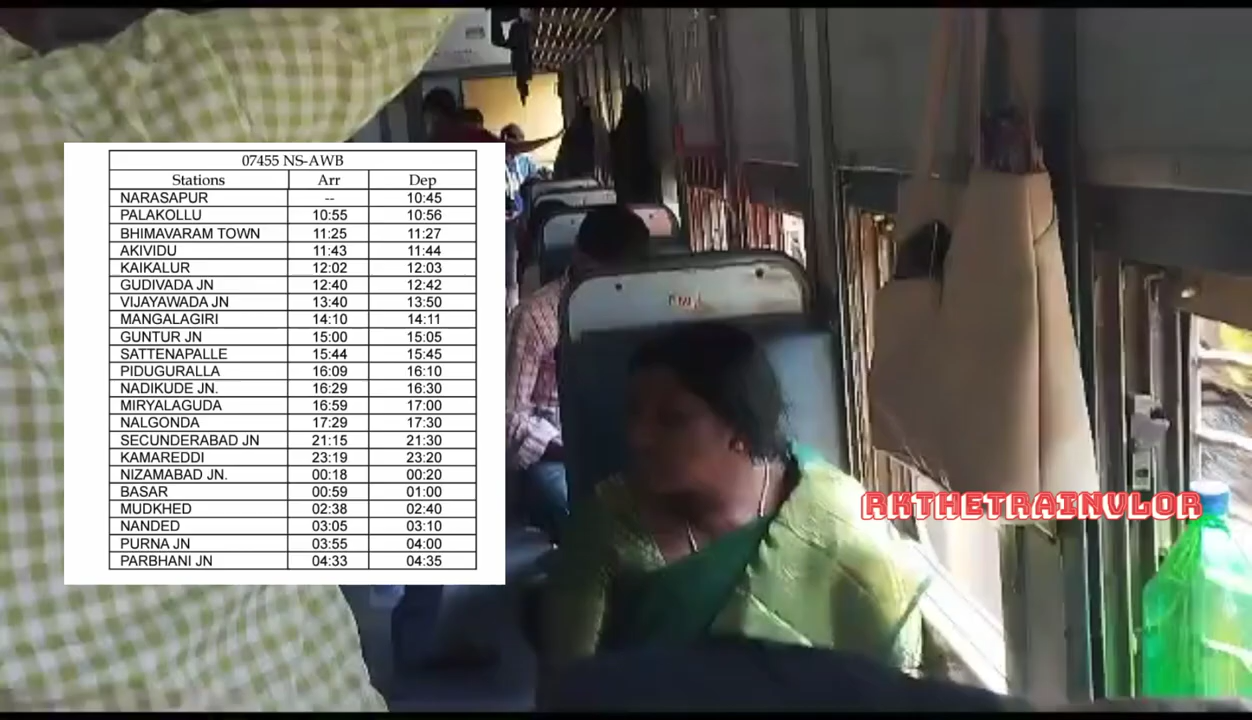 07455 NS-AWB
Stations Arr Dep
NARASAPUR -- 10:45
PALAKOLLU 10:55 10:56
BHIMAVARAM TOWN 11:25 11:27
AKIVIDU 11:43 11:44
KAIKALUR 12:02 12:03
GUDIVADA JN 12:40 12:42
VIJAYAWADA JN 13:40 13:50
MANGALAGIRI 14:10 14:11
GUNTUR JN 15:00 15:05
SATTENAPALLE 15:44 15:45
PIDUGURALLA 16:09 16:10
NADIKUDE JN. 16:29 16:30
MIRYALAGUDA 16:59 17:00
NALGONDA 17:29 17:30
SECUNDERABAD JN 21:15 21:30
KAMAREDDI 23:19 23:20
NIZAMABAD JN. 00:18 00:20
BASAR 00:59 01:00
MUDKHED 02:38 02:40
NANDED 03:05 03:10
PURNA JN 03:55 04:00
PARBHANI JN 04:33 04:35
RKTHETRAINVLOR